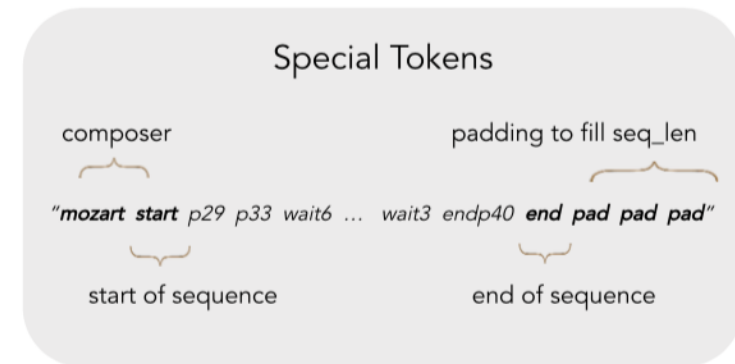 Special Tokens
composer padding to fill seq_len
"mozart start p29 p33 wait6 ... wait3 endp40 end pad pad pad"
start of sequence end of sequence